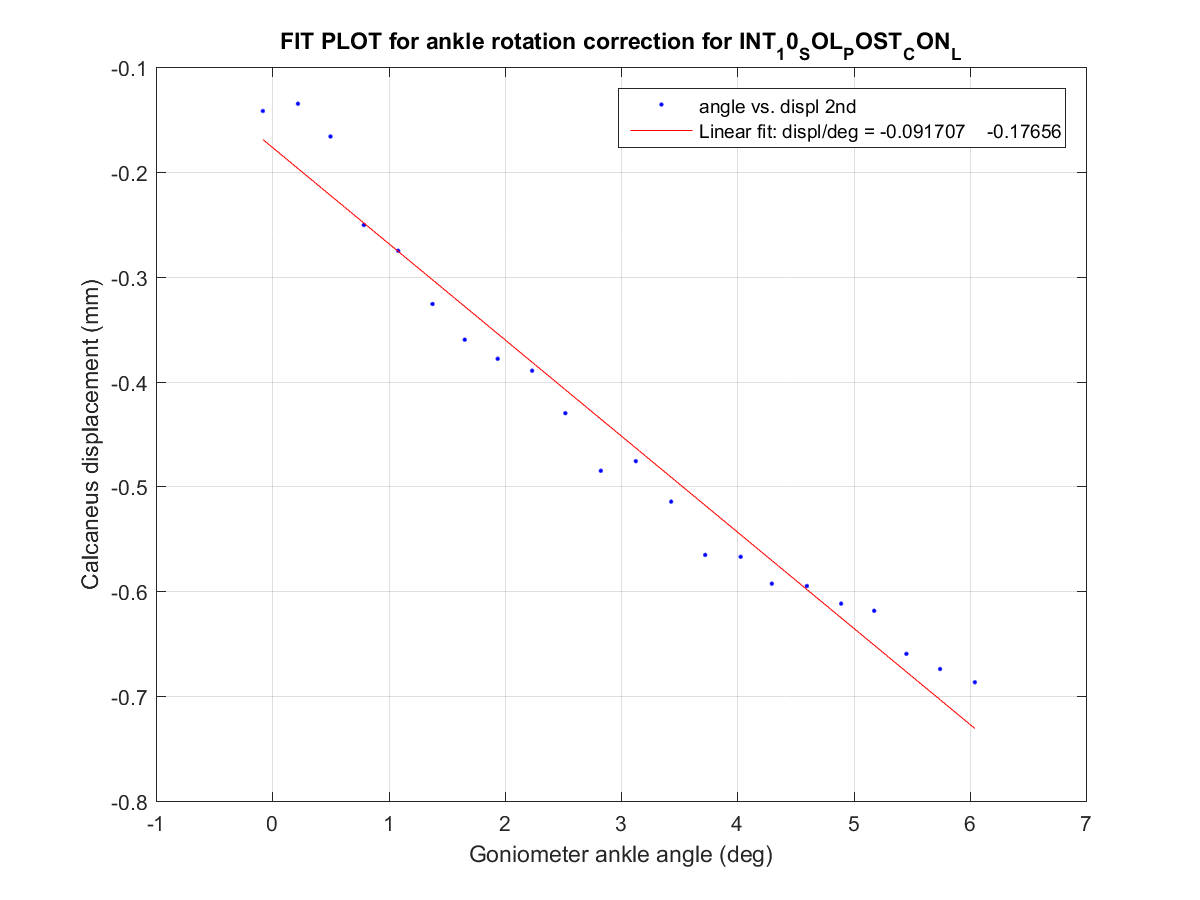 FIT PLOT for ankle rotation correction for INT₁0ₛOLₚOST_CON_L
angle vs. displ 2nd
Linear fit: displ/deg = -0.091707 -0.17656
-0.1
-0.2
-0.3
-0.4
-0.5
-0.6
-0.7
-0.8
Calcaneus displacement (mm)
-1 0 1 2 3 4 5 6 7
Goniometer ankle angle (deg)